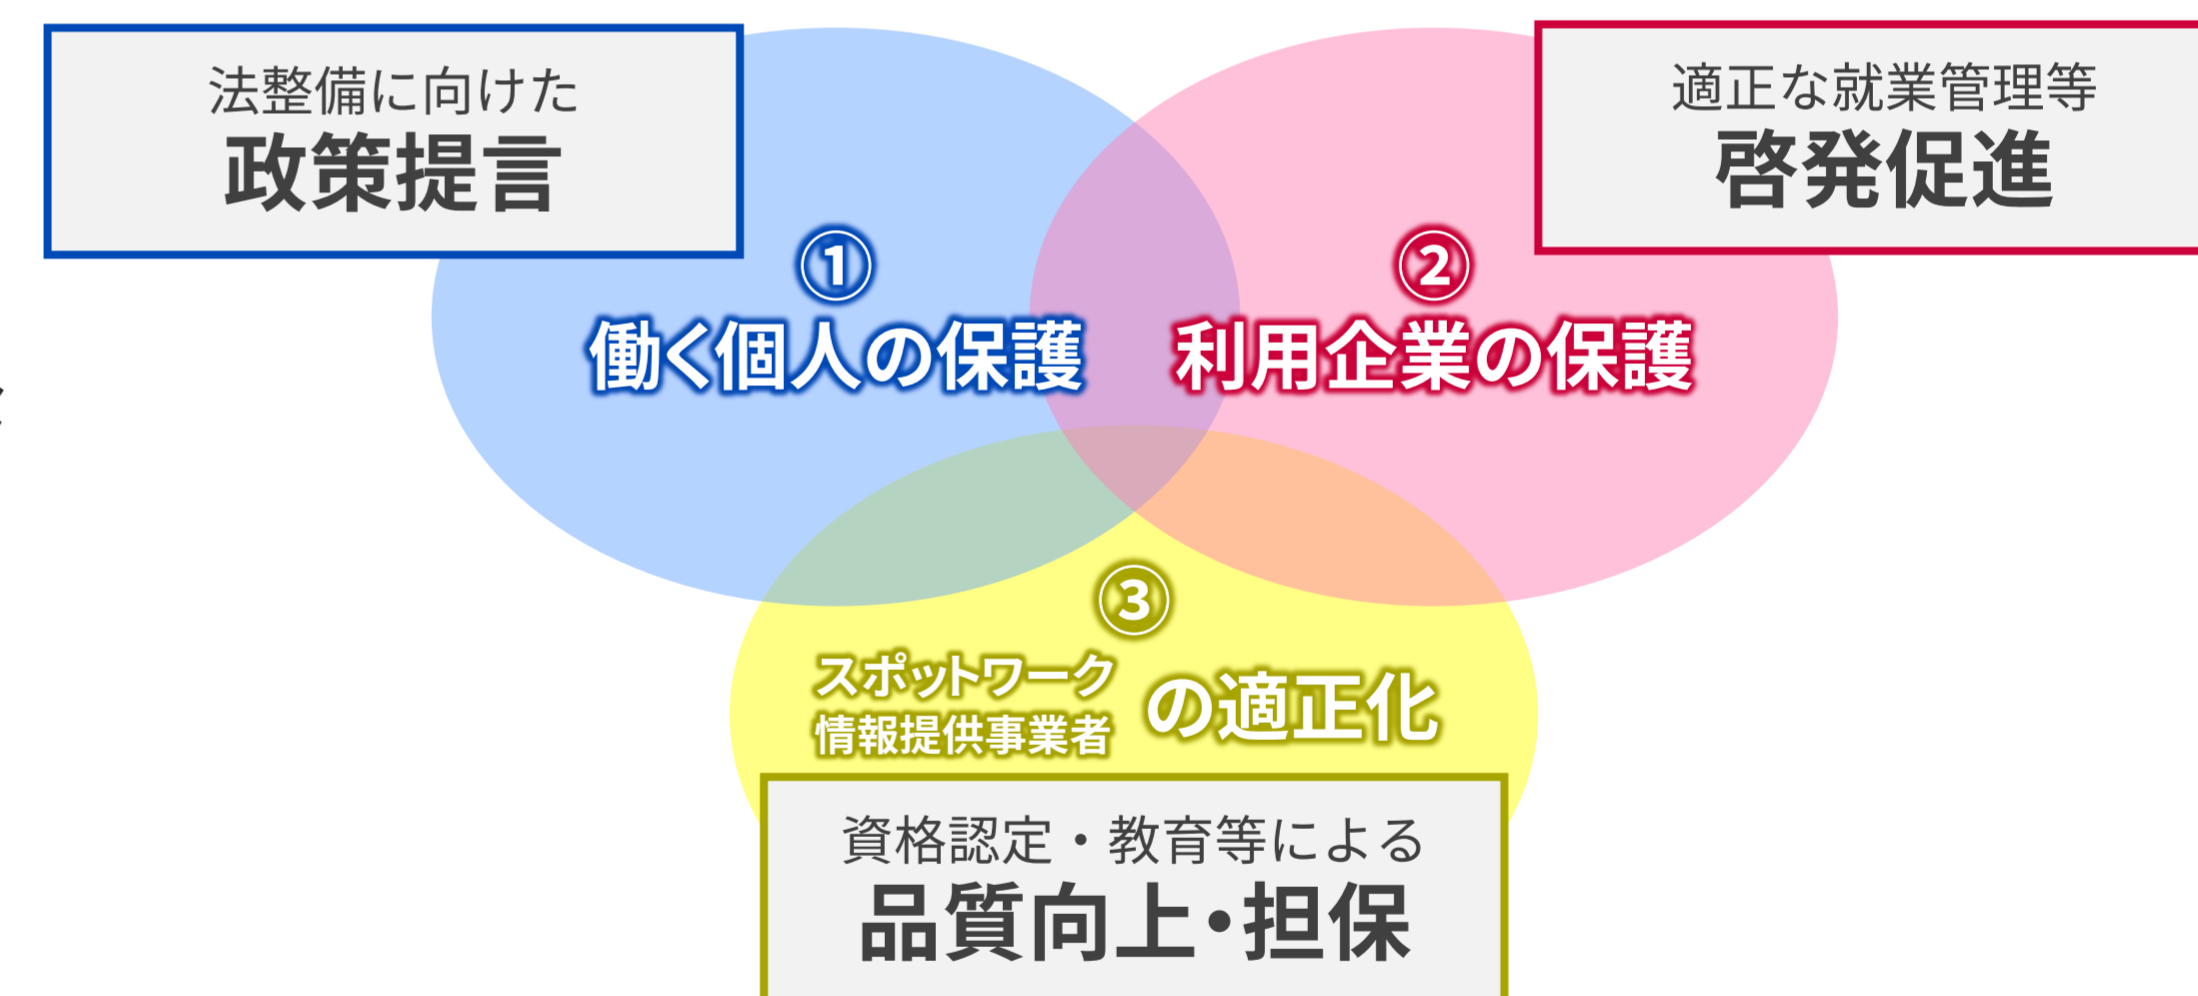 法整備に向けた
政策提言
適正な就業管理等
啓発促進
①
働く個人の保護
②
利用企業の保護
③
スポットワーク
情報提供事業者
の適正化
資格認定・教育等による
品質向上・担保